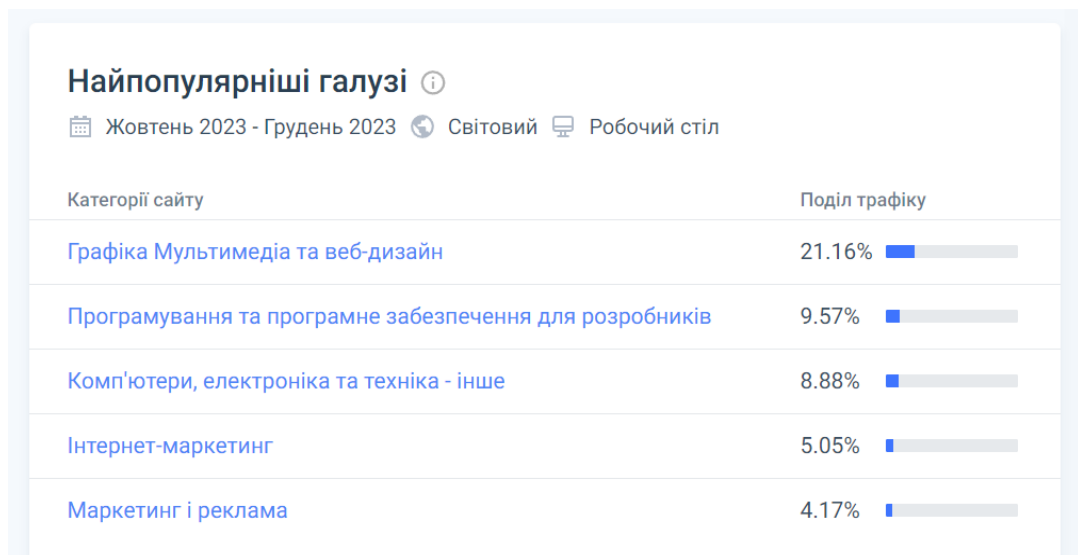 Найпопулярніші галузі
Жовтень 2023 - Грудень 2023 Світовий Робочий стіл
Категорії сайту Поділ трафіку
Графіка Мультимедіа та веб-дизайн 21.16%
Програмування та програмне забезпечення для розробників 9.57%
Комп'ютери, електроніка та техніка - інше 8.88%
Інтернет-маркетинг 5.05%
Маркетинг і реклама 4.17%